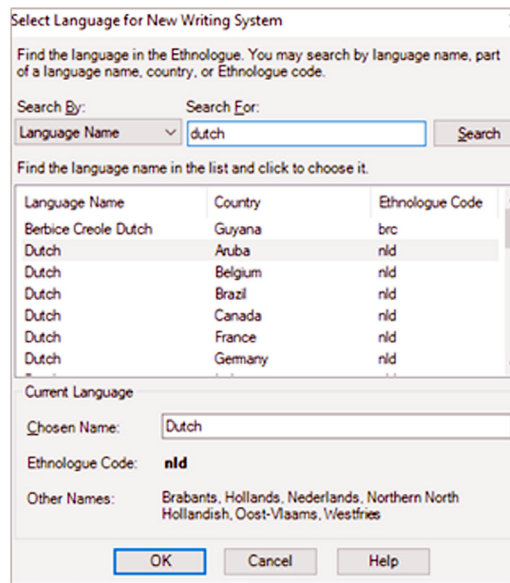 Select Language for New Writing System
Find the language in the Ethnologue. You may search by language name, part
of a language name, country, or Ethnologue code.
Search By: Search For:
Language Name dutch Search
Find the language name in the list and click to choose it.
Language Name Country Ethnologue Code
Berbice Creole Dutch Guyana brc
Dutch Aruba nld
Dutch Belgium nld
Dutch Brazil nld
Dutch Canada nld
Dutch France nld
Dutch Germany nld
Current Language
Chosen Name: Dutch
Ethnologue Code: nld
Other Names: Brabants, Hollands, Nederlands, Northern North
Hollandish, Oost-Vlaams, Westfries
OK Cancel Help